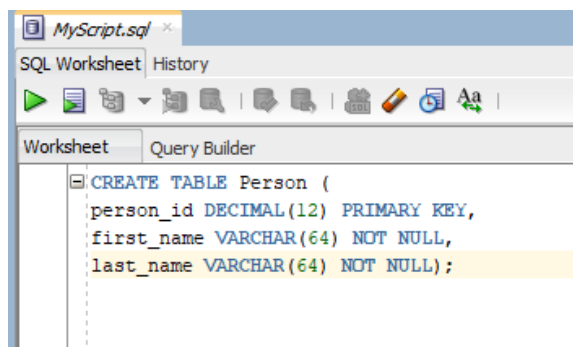 MyScript.sql
SQL Worksheet History
Worksheet Query Builder
CREATE TABLE Person (
person_id DECIMAL(12) PRIMARY KEY,
first_name VARCHAR(64) NOT NULL,
last_name VARCHAR(64) NOT NULL);